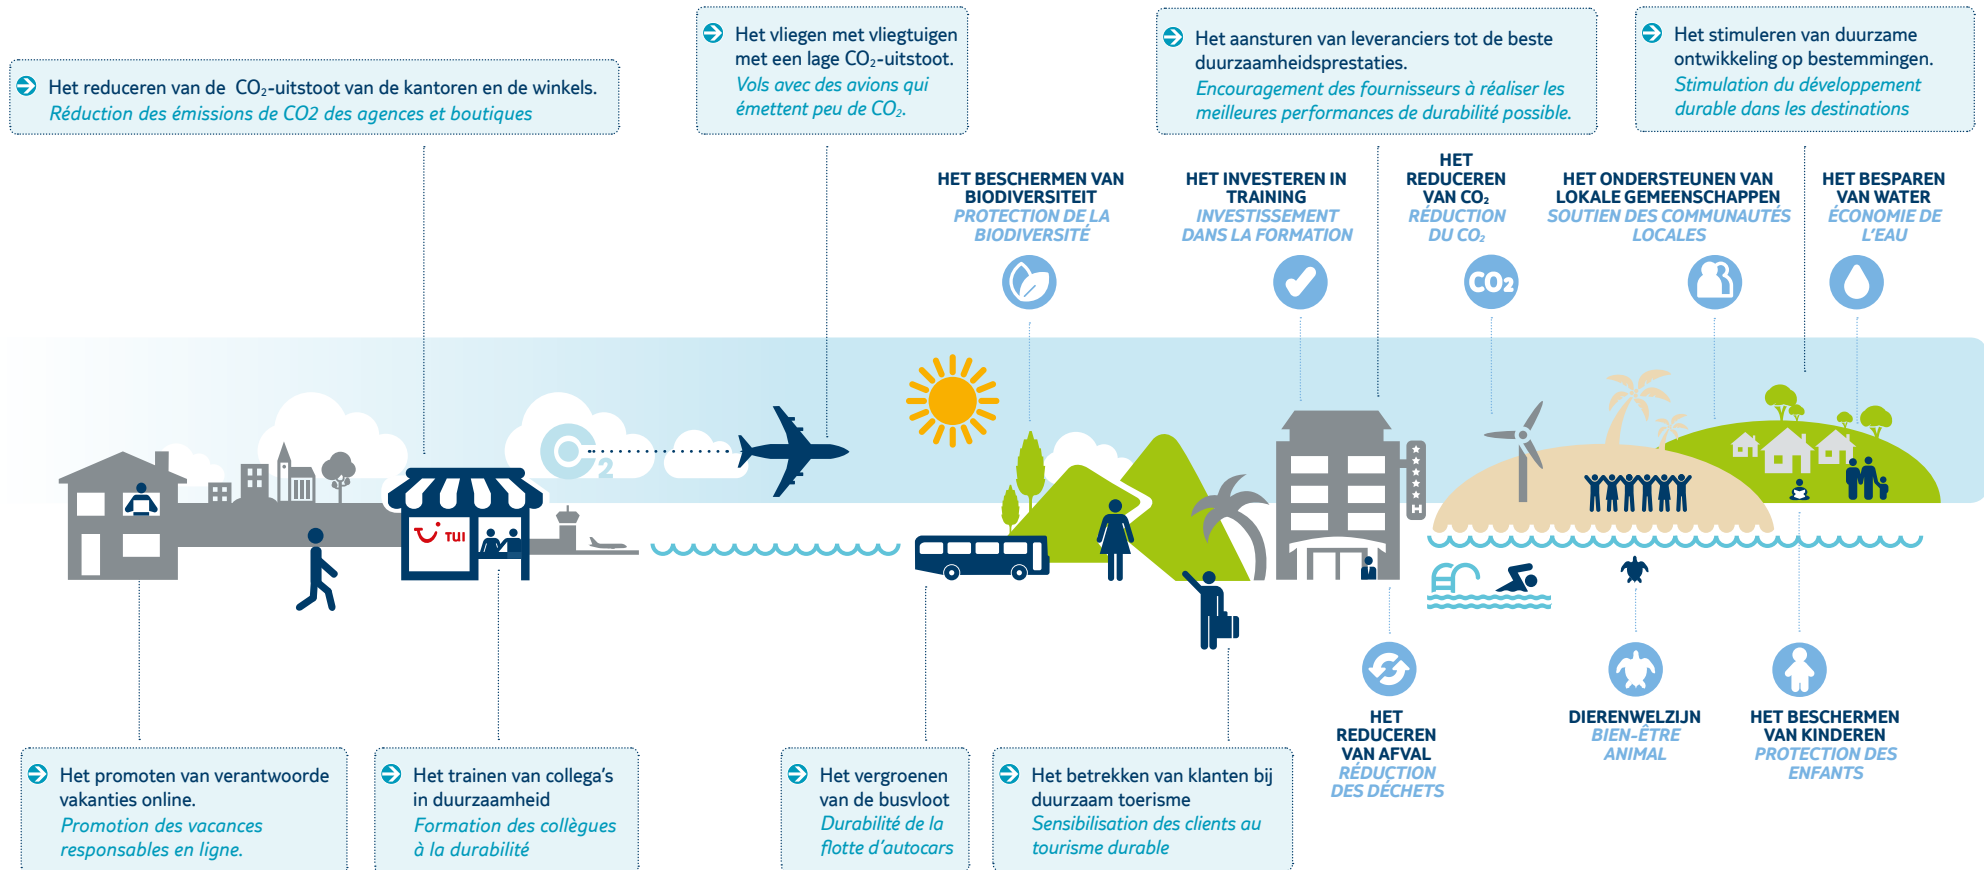 Het reduceren van de CO₂-uitstoot van de kantoren en de winkels.
Réduction des émissions de CO2 des agences et boutiques
Het vliegen met vliegtuigen
met een lage CO₂-uitstoot.
Vols avec des avions qui
émettent peu de CO₂.
Het aansturen van leveranciers tot de beste
duurzaamheidsprestaties.
Encouragement des fournisseurs à réaliser les
meilleures performances de durabilité possible.
Het stimuleren van duurzame
ontwikkeling op bestemmingen.
Stimulation du développement
durable dans les destinations
HET BESCHERMEN VAN
BIODIVERSITEIT
PROTECTION DE LA
BIODIVERSITÉ
HET INVESTEREN IN
TRAINING
INVESTISSEMENT
DANS LA FORMATION
HET
REDUCEREN
VAN CO₂
RÉDUCTION
DU CO₂
CO2
HET ONDERSTEUNEN VAN
LOKALE GEMEENSCHAPPEN
SOUTIEN DES COMMUNAUTÉS
LOCALES
HET BESPAREN
VAN WATER
ÉCONOMIE DE
L'EAU
CO2
TUI
H
HET
REDUCEREN
VAN AFVAL
RÉDUCTION
DES DÉCHETS
DIERENWELZIJN
BIEN-ÊTRE
ANIMAL
HET BESCHERMEN
VAN KINDEREN
PROTECTION DES
ENFANTS
Het promoten van verantwoorde
vakanties online.
Promotion des vacances
responsables en ligne.
Het trainen van collega's
in duurzaamheid
Formation des collègues
à la durabilité
Het vergroenen
van de busvloot
Durabilité de la
flotte d'autocars
Het betrekken van klanten bij
duurzaam toerisme
Sensibilisation des clients au
tourisme durable